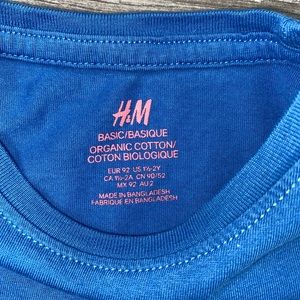 H&M
BASIC/BASIQUE
ORGANIC COTTON/
COTON BIOLOGIQUE
EUR 92 US 1½-2Y
CA 1½-2A CN 90/52
MX 92 AU 2
MADE IN BANGLADESH
FABRIQUE EN BANGLADESH